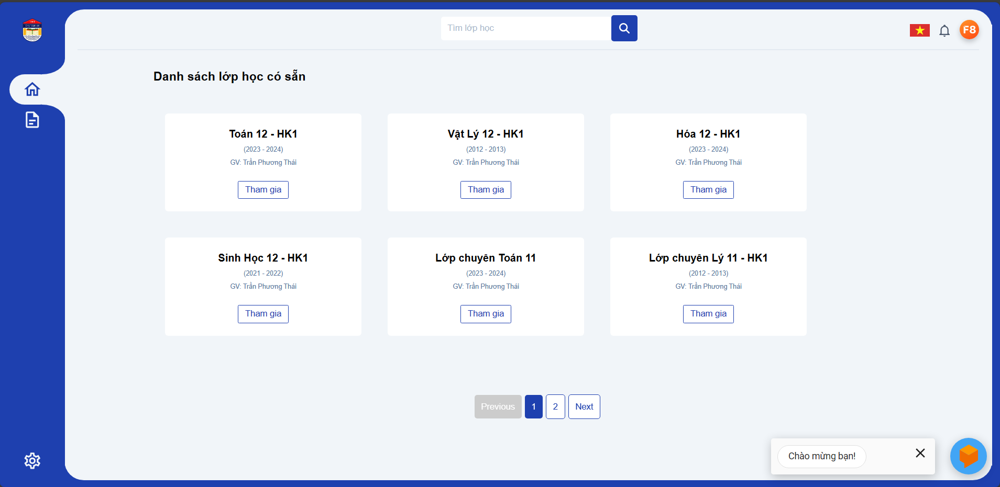 Tìm lớp học
F8
Danh sách lớp học có sẵn
Toán 12 - HK1
(2023 - 2024)
GV: Trần Phương Thái
Tham gia
Vật Lý 12 - HK1
(2012 - 2013)
GV: Trần Phương Thái
Tham gia
Hóa 12 - HK1
(2023 - 2024)
GV: Trần Phương Thái
Tham gia
Sinh Học 12 - HK1
(2021 - 2022)
GV: Trần Phương Thái
Tham gia
Lớp chuyên Toán 11
(2023 - 2024)
GV: Trần Phương Thái
Tham gia
Lớp chuyên Lý 11 - HK1
(2012 - 2013)
GV: Trần Phương Thái
Tham gia
Previous
1
2
Next
Chào mừng bạn!